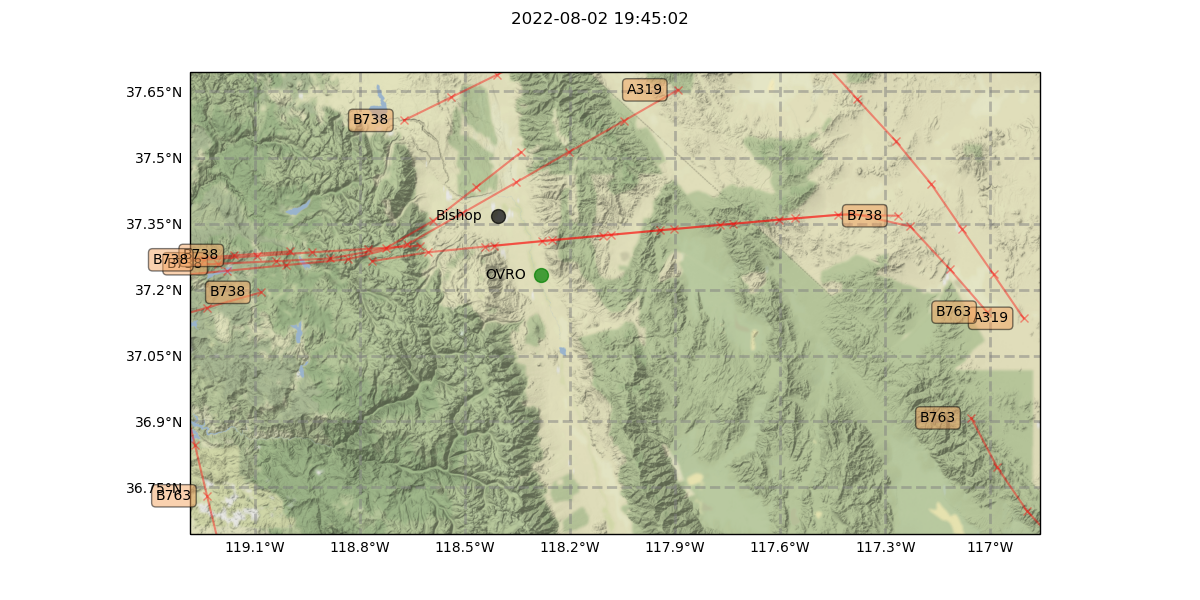 2022-08-02 19:45:02
37.65°N
A319
B738
37.5°N
37.35°N
Bishop
B738
B738
B738
B738
37.2°N
OVRO
B738
B763
A319
37.05°N
36.9°N
B763
36.75°N
B763
119.1°W
118.8°W
118.5°W
118.2°W
117.9°W
117.6°W
117.3°W
117°W